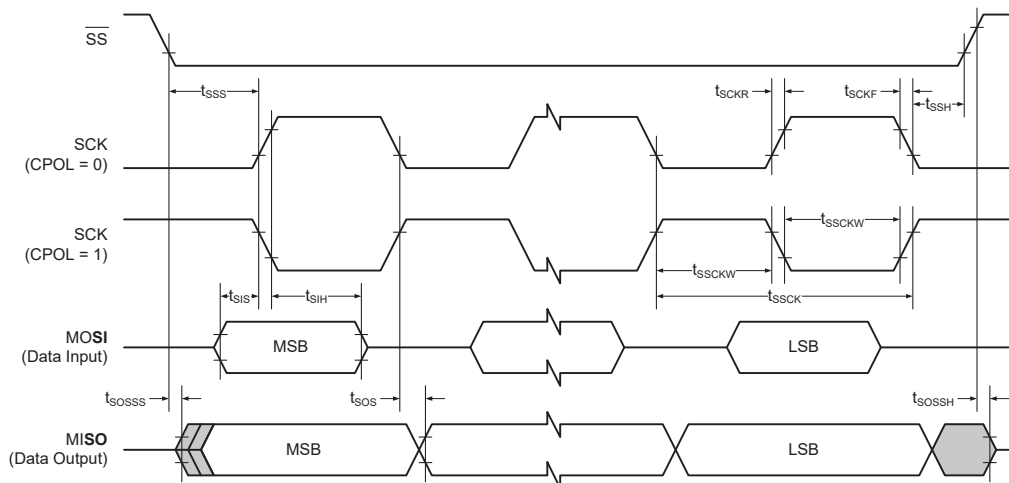 SS
tSSS
tSCKR
tSCKF
tSSH
SCK
(CPOL = 0)
SCK
(CPOL = 1)
tSSCKW
tSSCKW
tSIS
tSIH
tSSCK
MOSI
(Data Input)
MSB
LSB
tSOSSS
tSOS
tSOSSH
MISO
(Data Output)
MSB
LSB